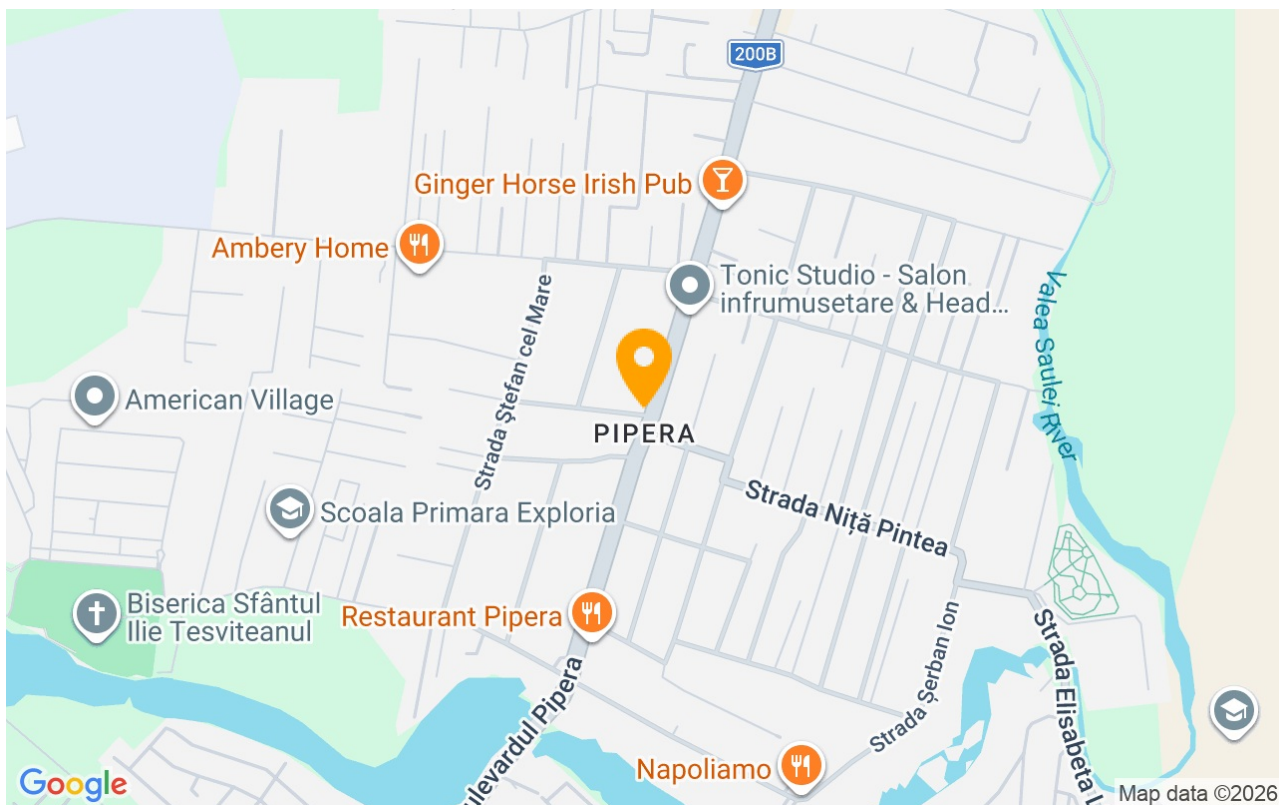 200B
Ginger Horse Irish Pub
Ambery Home
Tonic Studio - Salon
infrumusetare & Head...
Strada Ștefan cel Mare
Valea Saulei River
American Village
PIPERA
Strada Niță Pintea
Scoala Primara Exploria
Biserica Sfântul
Ilie Tesviteanul
Restaurant Pipera
Strada Șerban Ion
Strada Elisabeta
ulevardul Pipera
Napoliamo
Google
Map data ©2026